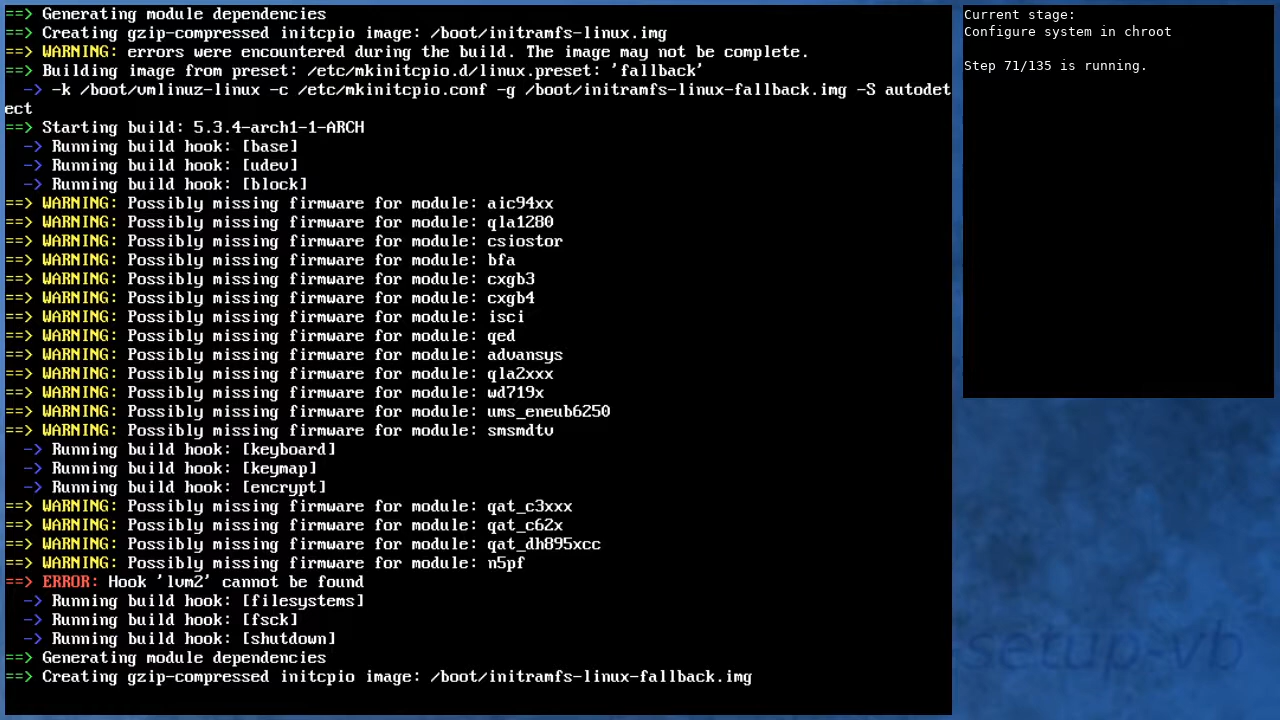 ==> Generating module dependencies
==> Creating gzip-compressed initcpio image: /boot/initramfs-linux.img
==> WARNING: errors were encountered during the build. The image may not be complete.
==> Building image from preset: /etc/mkinitcpio.d/linux.preset: 'fallback'
  -> -k /boot/vmlinuz-linux -c /etc/mkinitcpio.conf -g /boot/initramfs-linux-fallback.img -S autodet
ect
==> Starting build: 5.3.4-arch1-1-ARCH
  -> Running build hook: [base]
  -> Running build hook: [udev]
  -> Running build hook: [block]
==> WARNING: Possibly missing firmware for module: aic94xx
==> WARNING: Possibly missing firmware for module: qla1280
==> WARNING: Possibly missing firmware for module: csiostor
==> WARNING: Possibly missing firmware for module: bfa
==> WARNING: Possibly missing firmware for module: cxgb3
==> WARNING: Possibly missing firmware for module: cxgb4
==> WARNING: Possibly missing firmware for module: isci
==> WARNING: Possibly missing firmware for module: qed
==> WARNING: Possibly missing firmware for module: advansys
==> WARNING: Possibly missing firmware for module: qla2xxx
==> WARNING: Possibly missing firmware for module: wd719x
==> WARNING: Possibly missing firmware for module: ums_eneub6250
==> WARNING: Possibly missing firmware for module: smsmdtv
  -> Running build hook: [keyboard]
  -> Running build hook: [keymap]
  -> Running build hook: [encrypt]
==> WARNING: Possibly missing firmware for module: qat_c3xxx
==> WARNING: Possibly missing firmware for module: qat_c62x
==> WARNING: Possibly missing firmware for module: qat_dh895xcc
==> WARNING: Possibly missing firmware for module: n5pf
==> ERROR: Hook 'lvm2' cannot be found
  -> Running build hook: [filesystems]
  -> Running build hook: [fsck]
  -> Running build hook: [shutdown]
==> Generating module dependencies
==> Creating gzip-compressed initcpio image: /boot/initramfs-linux-fallback.img
Current stage:
Configure system in chroot
Step 71/135 is running.
setup-vb